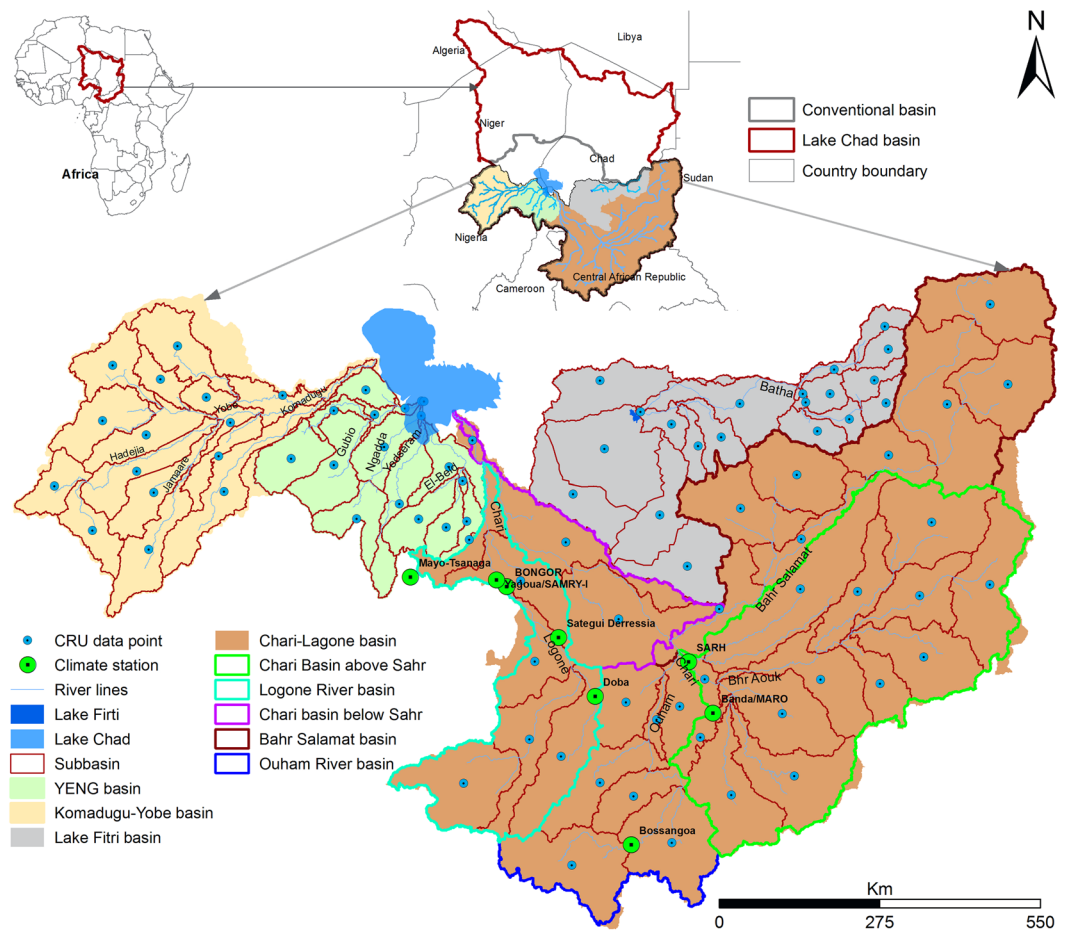 Libya
N
Algeria
Conventional basin
Niger
Lake Chad basin
Chad
Africa
Country boundary
Sudan
Nigeria
Central African Republic
Cameroon
Batha
Yobe
Komadugu
Gubio
Ngadda
Yedseram
Hadejia
Jamaare
El-Beid
Chari
Bahr Salamat
Mayo-Tsanaga
BONGOR
Yagoua/SAMRY-I
Sategui Derressia
Logone
SARH
Chari
Doba
Bhr Aouk
Ouham
Banda/MARO
Bossangoa
CRU data point
Climate station
River lines
Lake Firti
Lake Chad
Subbasin
YENG basin
Komadugu-Yobe basin
Lake Fitri basin
Chari-Lagone basin
Chari Basin above Sahr
Logone River basin
Chari basin below Sahr
Bahr Salamat basin
Ouham River basin
Km
0 275 550